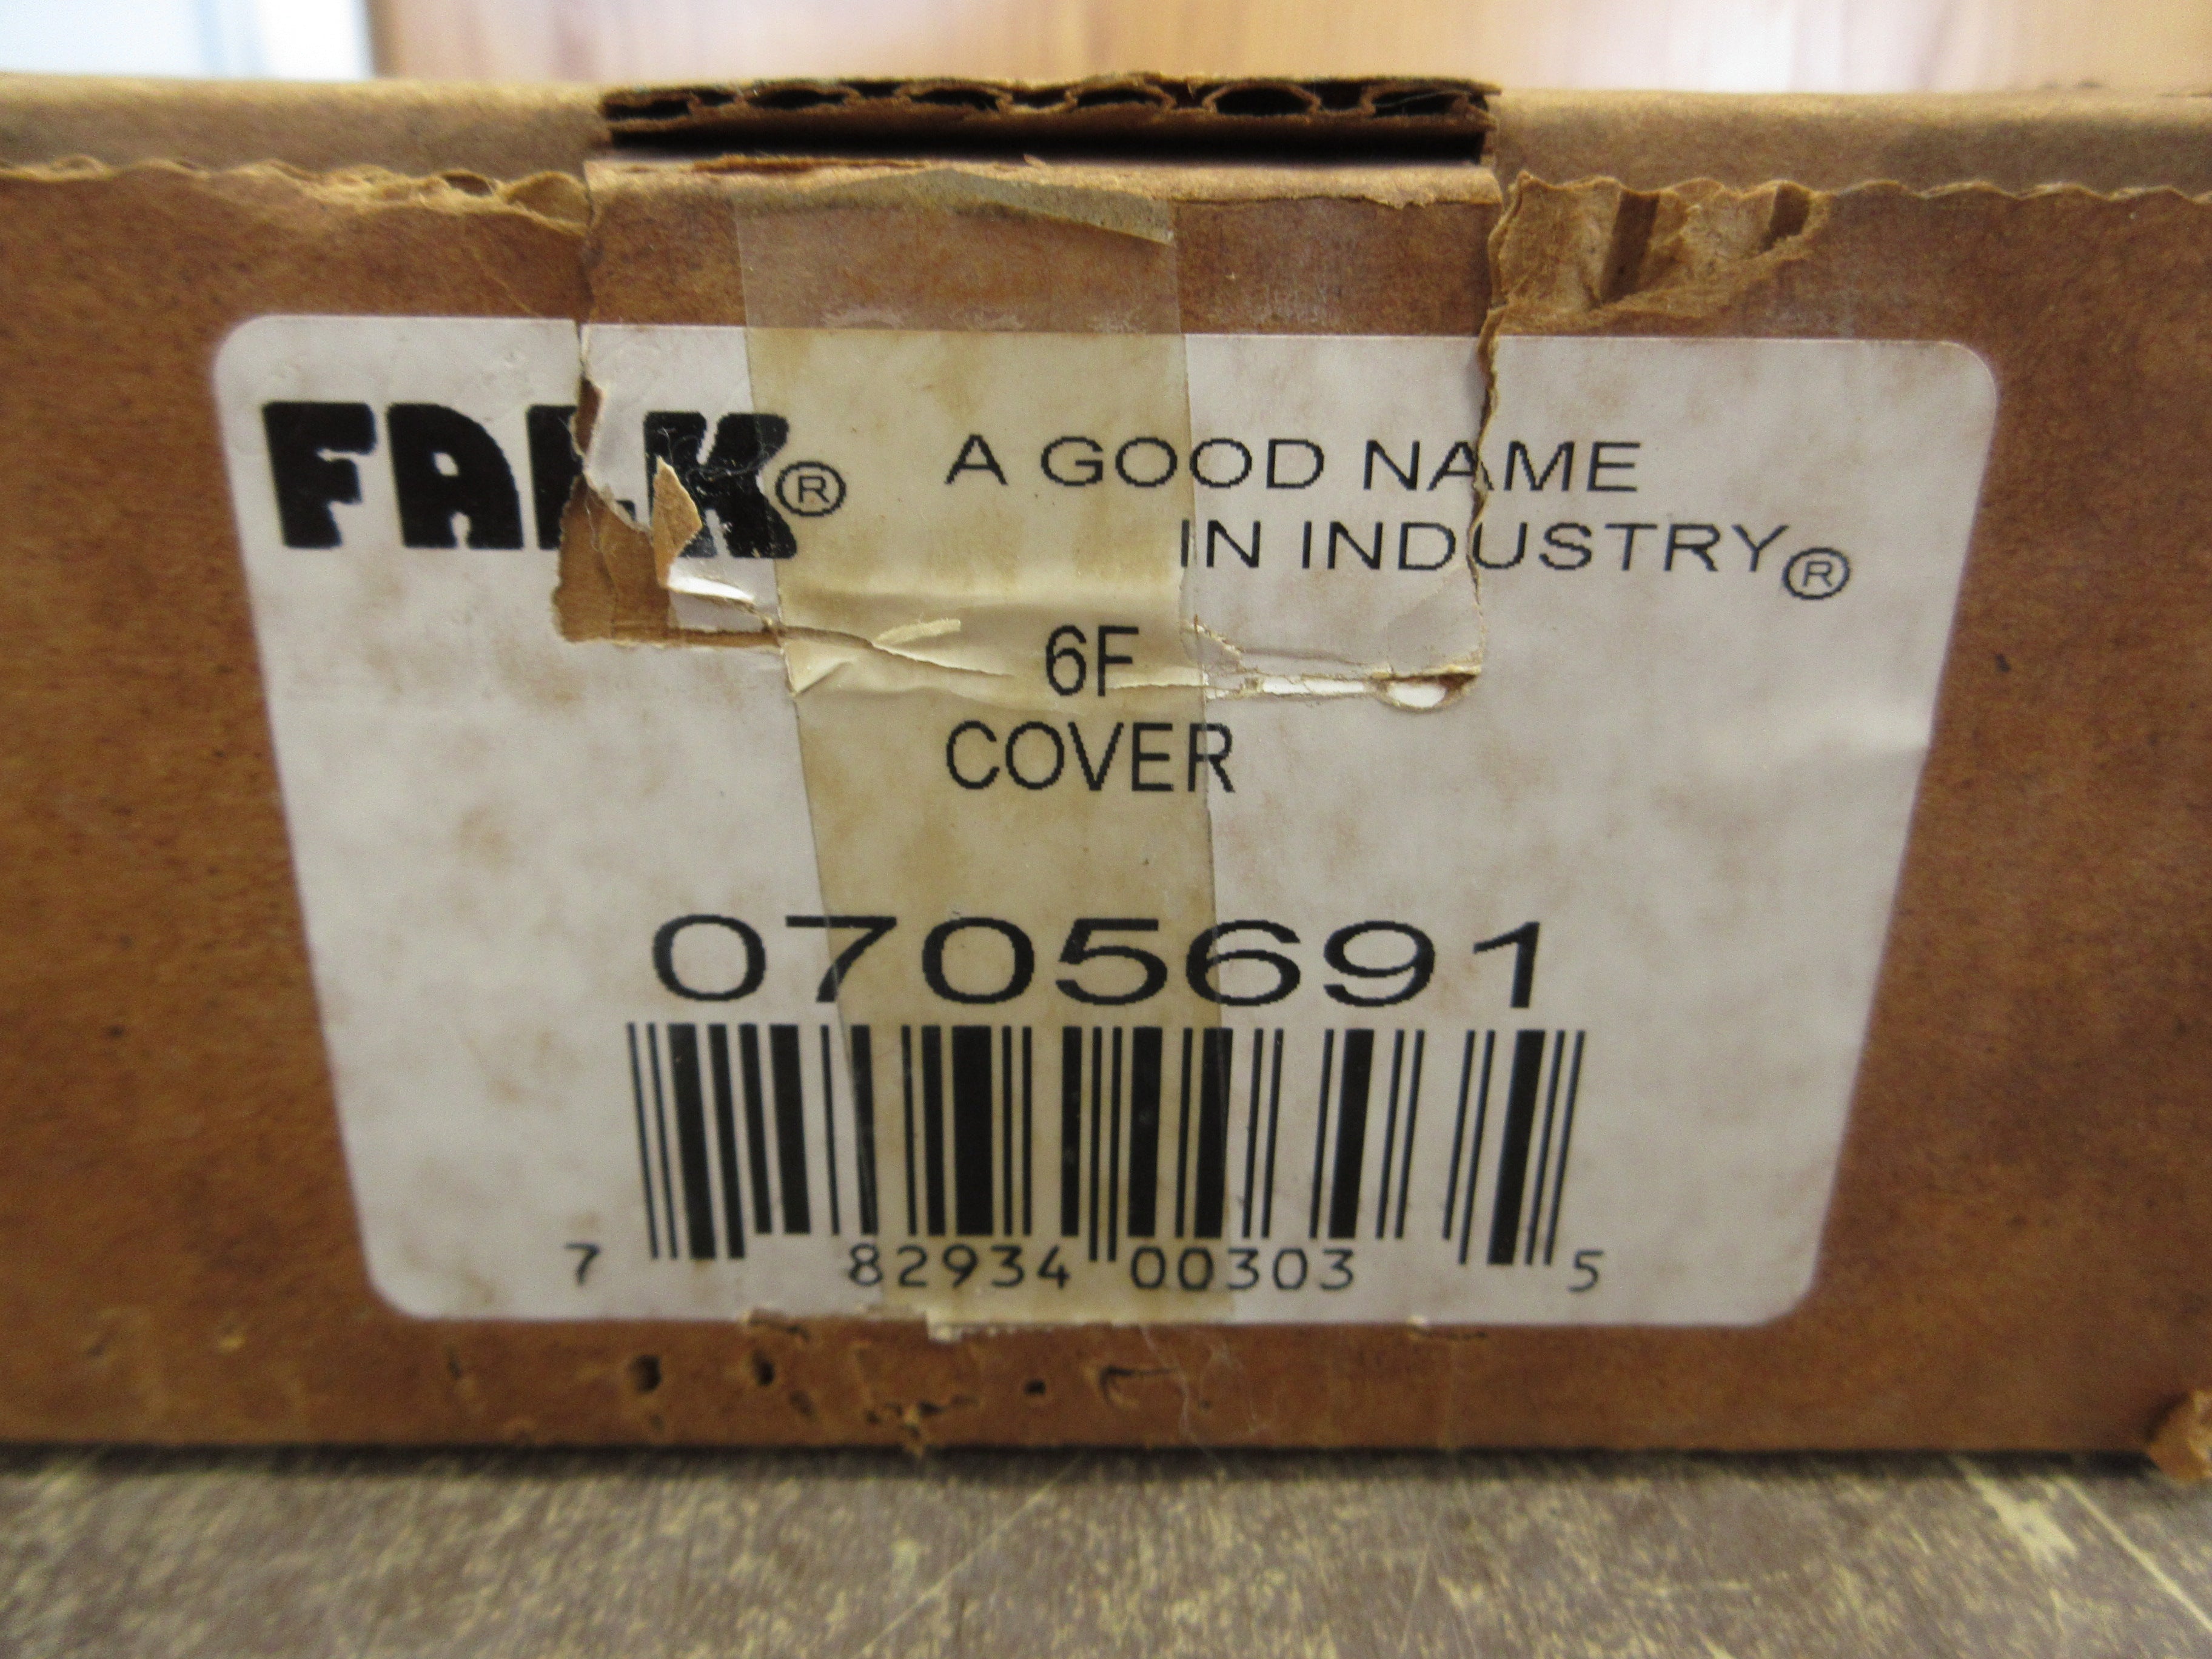 FALK® A GOOD NAME
IN INDUSTRY®
6F
COVER
0705691
7 82934 00303 5